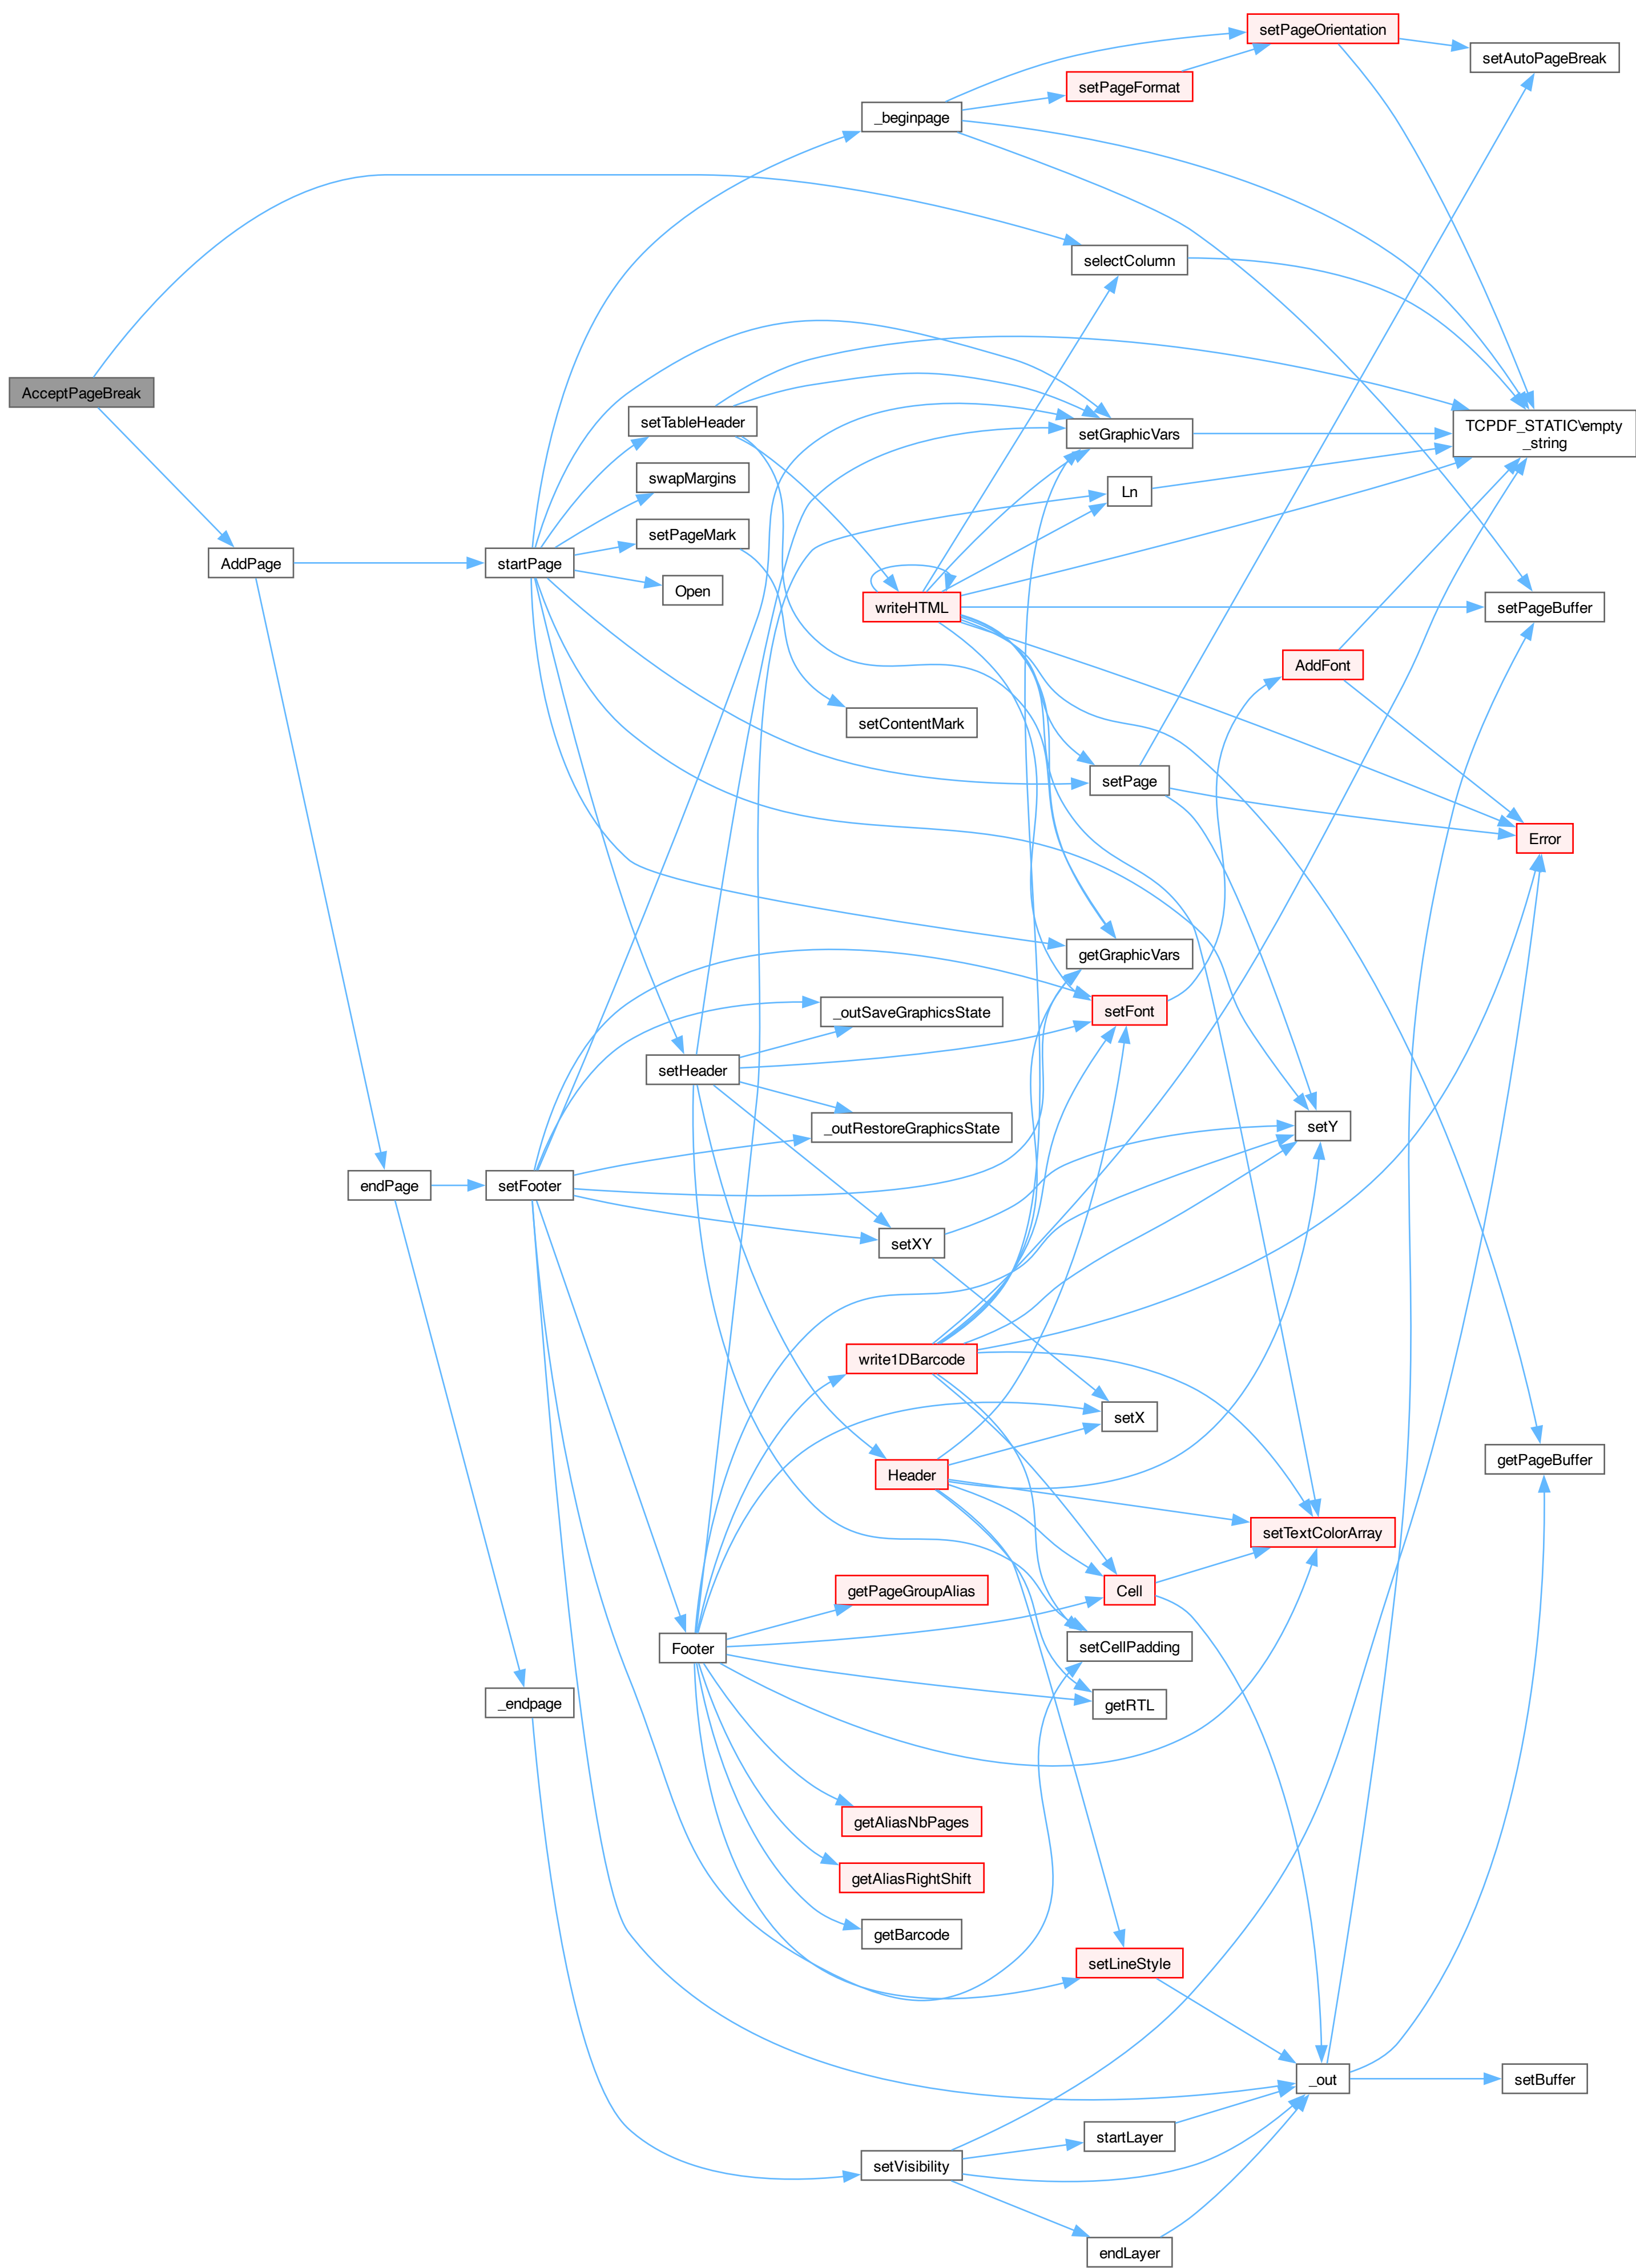 setPageOrientation
setAutoPageBreak
setPageFormat
_beginpage
selectColumn
AcceptPageBreak
setTableHeader
setGraphicVars
TCPDF_STATIC\empty
_string
swapMargins
Ln
setPageMark
AddPage
startPage
Open
writeHTML
setPageBuffer
AddFont
setContentMark
setPage
Error
getGraphicVars
_outSaveGraphicsState
setFont
setHeader
_outRestoreGraphicsState
setY
endPage
setFooter
setXY
write1DBarcode
setX
Header
getPageBuffer
setTextColorArray
getPageGroupAlias
Cell
Footer
setCellPadding
_endpage
getRTL
getAliasNbPages
getAliasRightShift
getBarcode
setLineStyle
_out
setBuffer
startLayer
setVisibility
endLayer